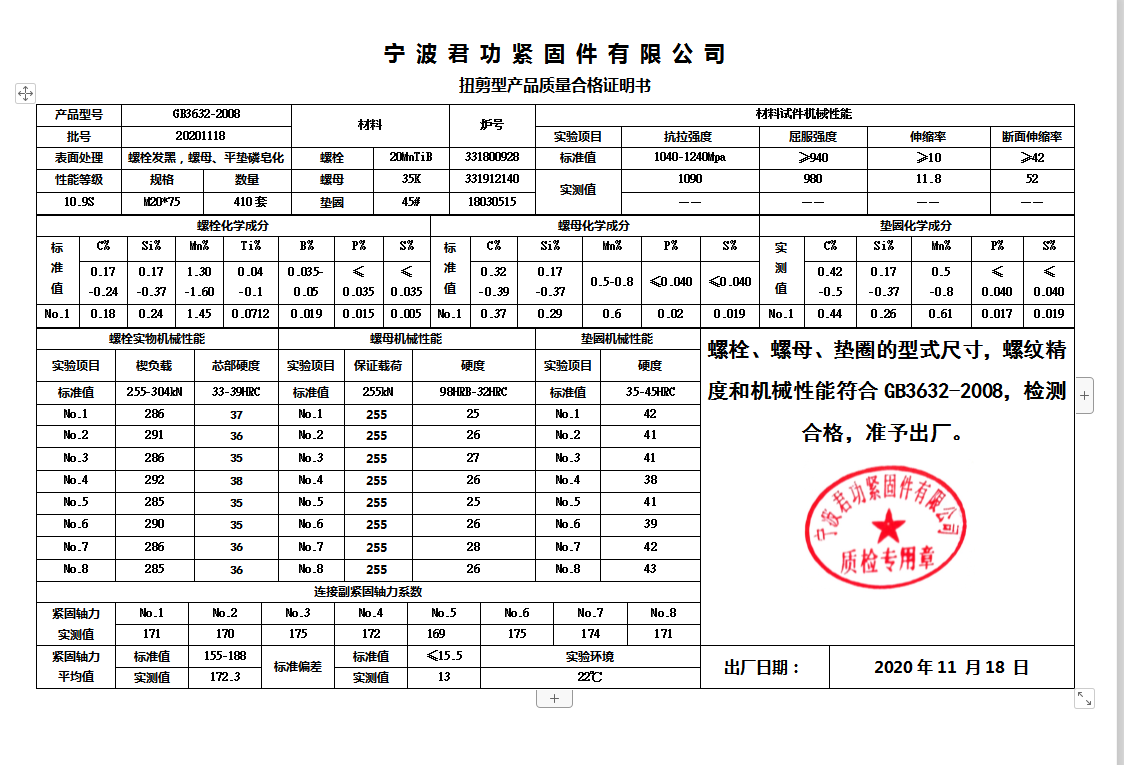 宁波君功紧固件有限公司
扭剪型产品质量合格证明书
产品型号 GB3632-2008 材料 炉号 材料试件机械性能
批号 20201118 实验项目 抗拉强度 屈服强度 伸缩率 断面伸缩率
表面处理 螺栓发黑，螺母、平垫磷皂化 螺栓 20MnTiB 331800928 标准值 1040-1240Mpa ≥940 ≥10 ≥42
性能等级 规格 数量 螺母 35K 331912140 实测值 1090 980 11.8 52
10.9S M20*75 410 套 垫圈 45# 18030515 —— —— —— ——
螺栓化学成分 螺母化学成分 垫圈化学成分
标准值 C% Si% Mn% Ti% B% P% S% 标准值 C% Si% Mn% P% S% 实测值 C% Si% Mn% P% S%
0.17-0.24 0.17-0.37 1.30-1.60 0.04-0.1 0.035-0.05 ≤0.035 ≤0.035 0.32-0.39 0.17-0.37 0.5-0.8 ≤0.040 ≤0.040 0.42-0.5 0.17-0.37 0.5-0.8 ≤0.040 ≤0.040
No.1 0.18 0.24 1.45 0.0712 0.019 0.015 0.005 No.1 0.37 0.29 0.6 0.02 0.019 No.1 0.44 0.26 0.61 0.017 0.019
螺栓实物机械性能 螺母机械性能 垫圈机械性能
实验项目 楔负载 芯部硬度 实验项目 保证载荷 硬度 实验项目 硬度
标准值 255-304kN 33-39HRC 标准值 255kN 98HRB-32HRC 标准值 35-45HRC
No.1 286 37 No.1 255 25 No.1 42
No.2 291 36 No.2 255 26 No.2 41
No.3 286 35 No.3 255 27 No.3 41
No.4 292 38 No.4 255 26 No.4 38
No.5 285 35 No.5 255 25 No.5 41
No.6 290 35 No.6 255 26 No.6 39
No.7 286 36 No.7 255 28 No.7 42
No.8 285 36 No.8 255 26 No.8 43
螺栓、螺母、垫圈的型式尺寸，螺纹精
度和机械性能符合 GB3632-2008，检测
合格，准予出厂。
宁波君功紧固件有限公司
质检专用章
连接副紧固轴力系数
紧固轴力实测值 No.1 No.2 No.3 No.4 No.5 No.6 No.7 No.8
171 170 175 172 169 175 174 171
紧固轴力平均值 标准值 155-188 标准偏差 标准值 ≤15.5 实验环境
实测值 172.3 实测值 13 22℃
出厂日期： 2020 年 11 月 18 日